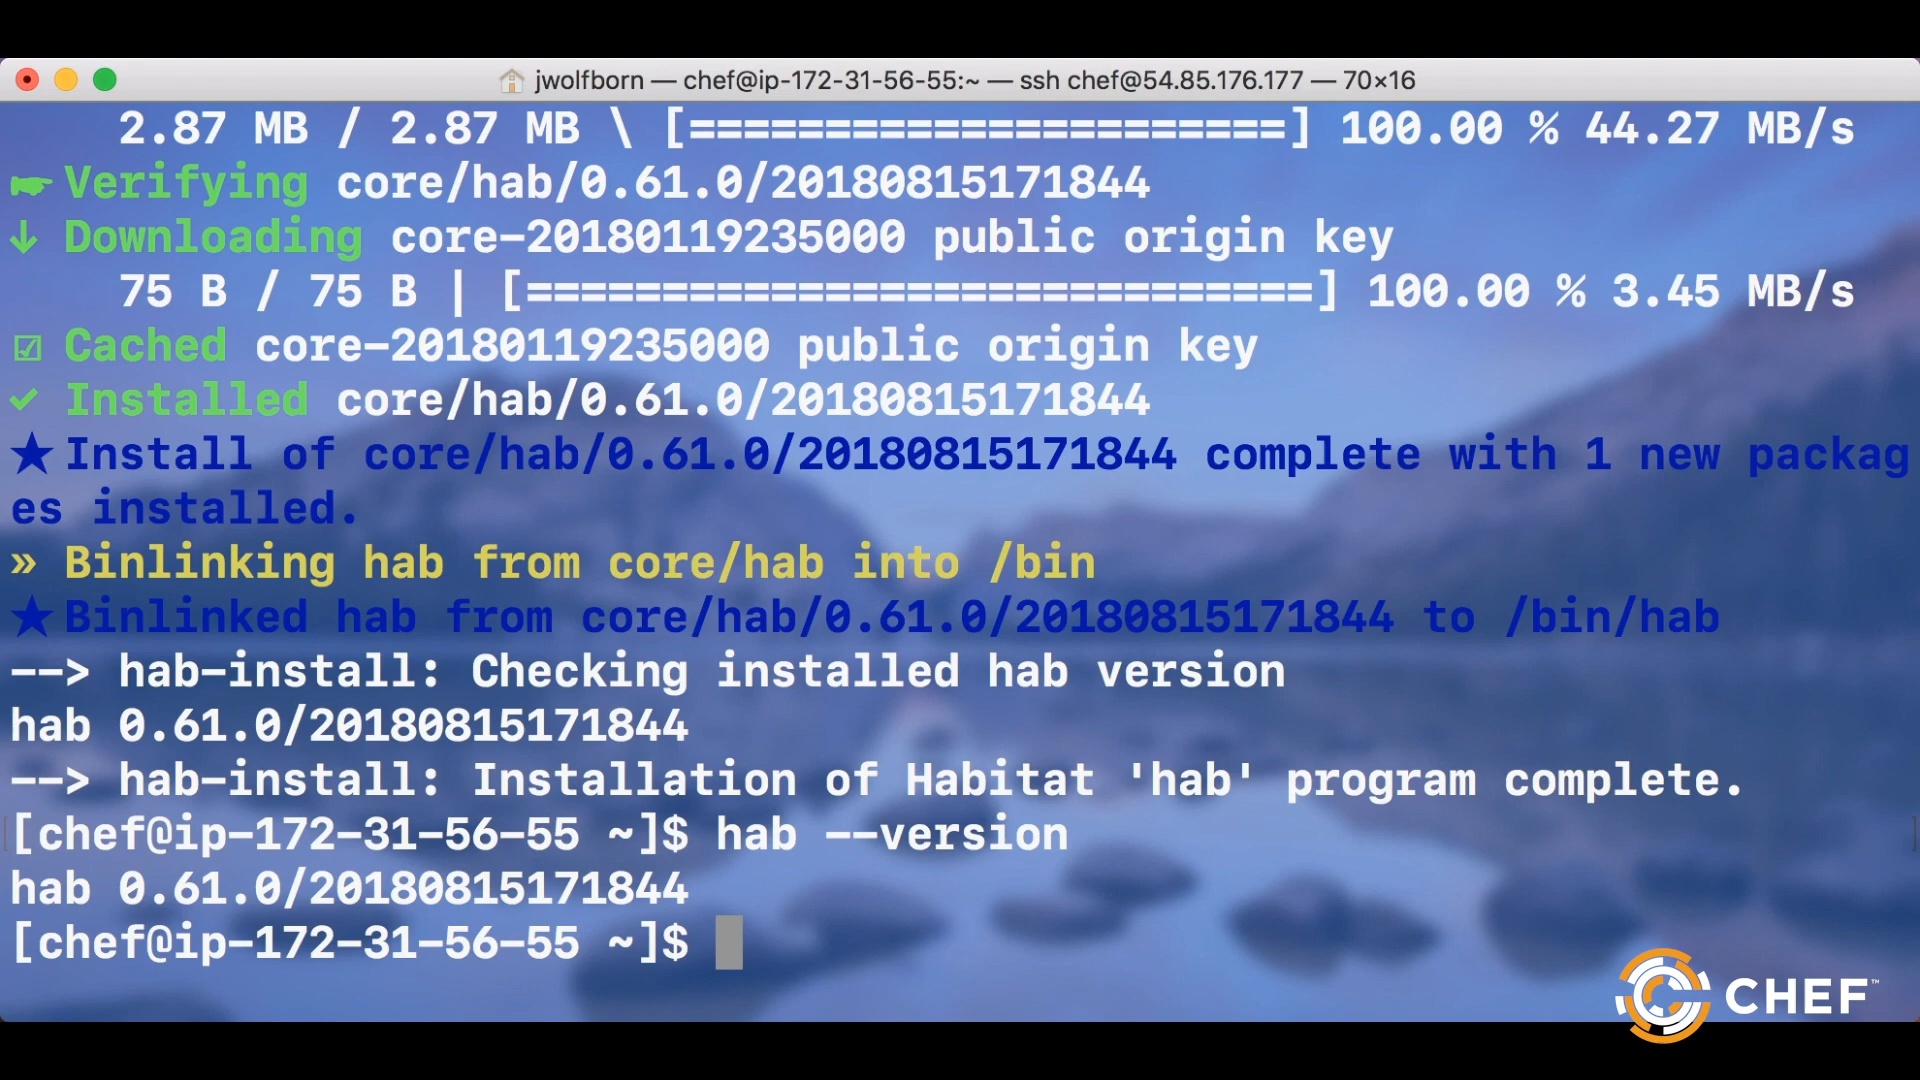 jwolfborn — chef@ip-172-31-56-55:~ — ssh chef@54.85.176.177 — 70×16
2.87 MB / 2.87 MB \ [======================] 100.00 % 44.27 MB/s
☛ Verifying core/hab/0.61.0/20180815171844
↓ Downloading core-20180119235000 public origin key
75 B / 75 B | [=============================] 100.00 % 3.45 MB/s
☑ Cached core-20180119235000 public origin key
✓ Installed core/hab/0.61.0/20180815171844
★ Install of core/hab/0.61.0/20180815171844 complete with 1 new packag
es installed.
» Binlinking hab from core/hab into /bin
★ Binlinked hab from core/hab/0.61.0/20180815171844 to /bin/hab
--> hab-install: Checking installed hab version
hab 0.61.0/20180815171844
--> hab-install: Installation of Habitat 'hab' program complete.
[chef@ip-172-31-56-55 ~]$ hab --version
hab 0.61.0/20180815171844
[chef@ip-172-31-56-55 ~]$
CHEF™